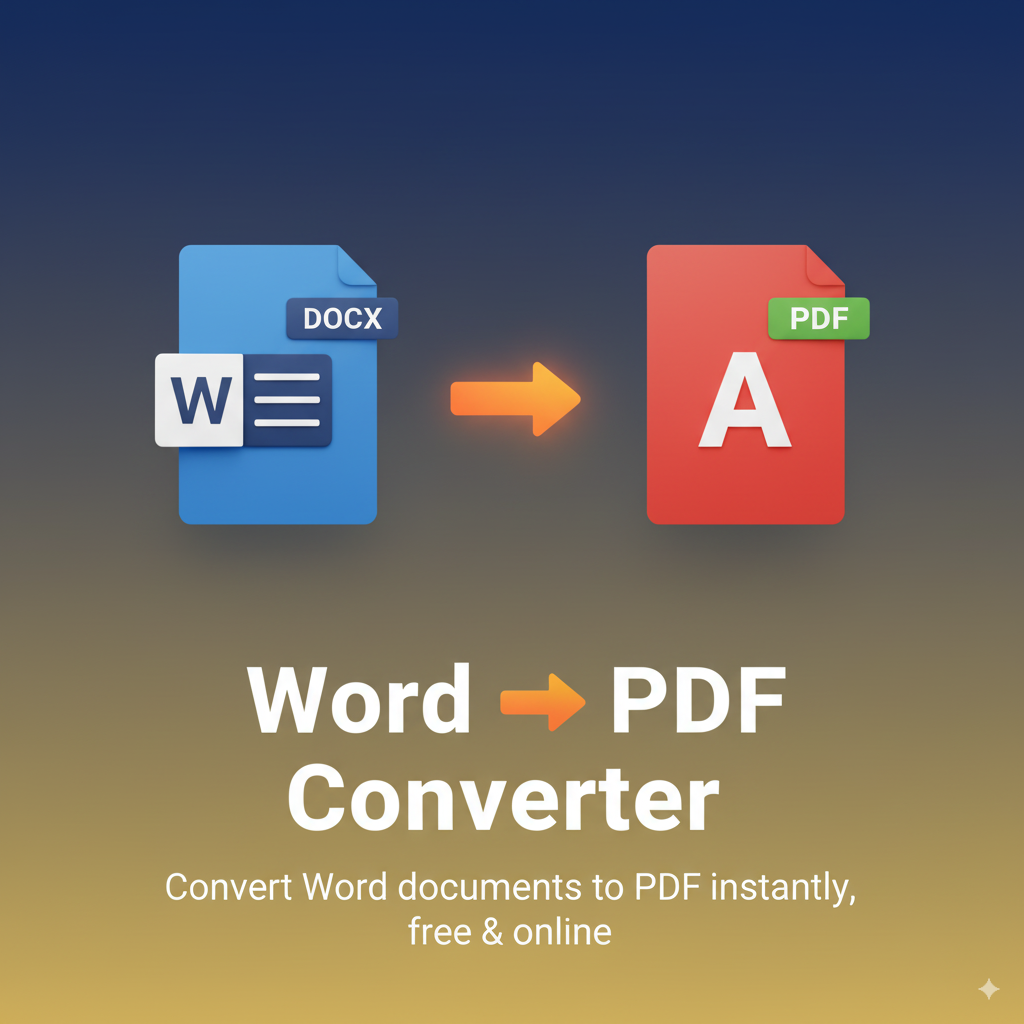 DOCX
PDF
W
A
Word PDF
Converter
Convert Word documents to PDF instantly,
free & online